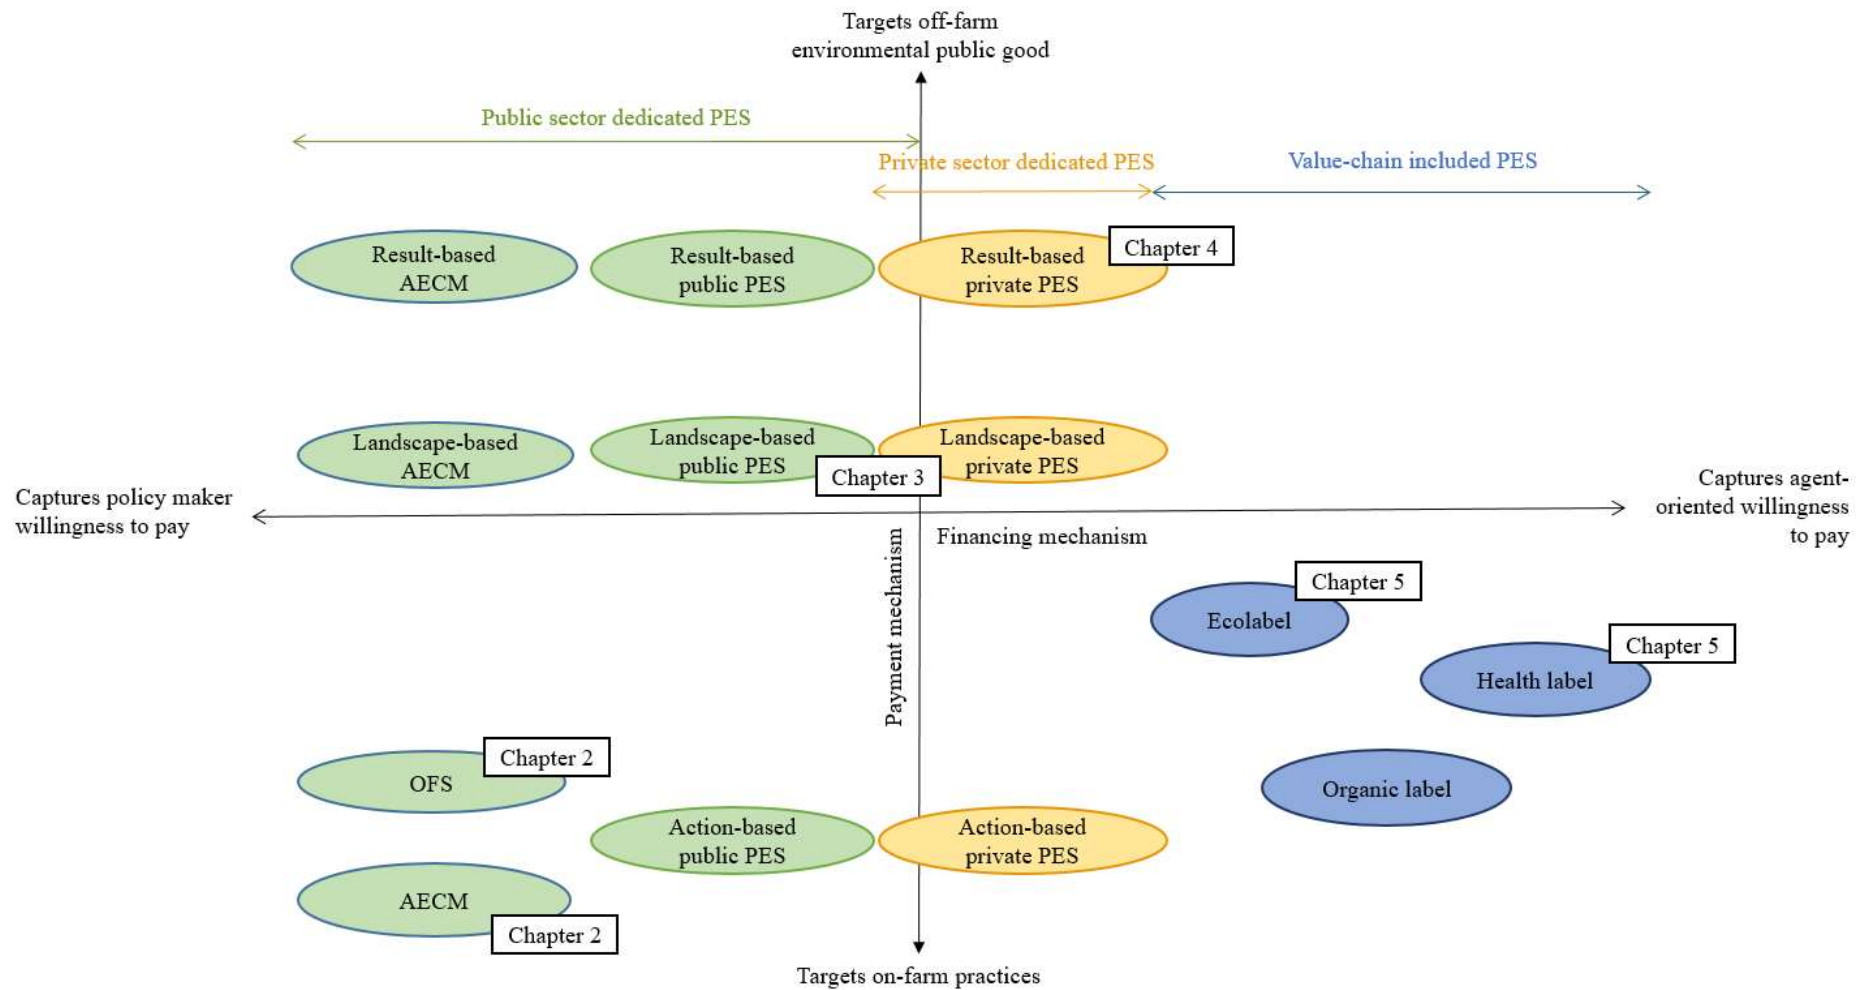 Targets off-farm
environmental public good
Public sector dedicated PES
Private sector dedicated PES
Value-chain included PES
Result-based
AECM
Result-based
public PES
Result-based
private PES
Chapter 4
Landscape-based
AECM
Landscape-based
public PES
Landscape-based
private PES
Chapter 3
Captures policy maker
willingness to pay
Captures agent-
oriented willingness
to pay
Financing mechanism
Payment mechanism
Chapter 5
Ecolabel
Chapter 5
Health label
Chapter 2
OFS
Organic label
Action-based
public PES
Action-based
private PES
AECM
Chapter 2
Targets on-farm practices